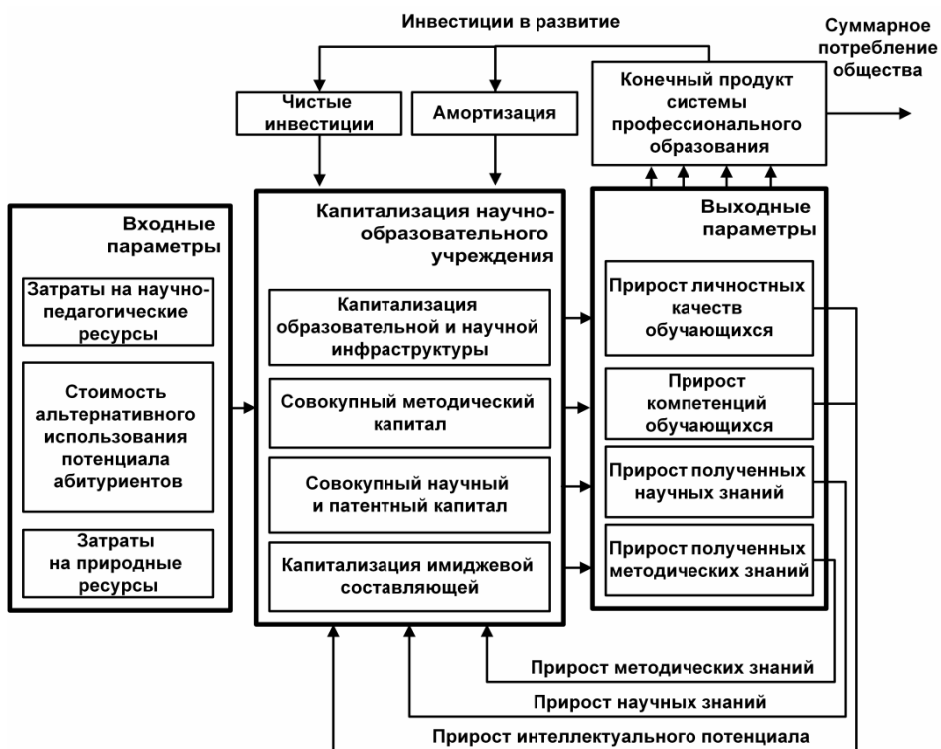 Инвестиции в развитие
Суммарное
потребление
общества
Чистые
инвестиции
Амортизация
Конечный продукт
системы
профессионального
образования
Входные
параметры
Затраты на научно-
педагогические
ресурсы
Стоимость
альтернативного
использования
потенциала
абитуриентов
Затраты
на природные
ресурсы
Капитализация научно-
образовательного
учреждения
Капитализация
образовательной и научной
инфраструктуры
Совокупный методический
капитал
Совокупный научный
и патентный капитал
Капитализация имиджевой
составляющей
Выходные
параметры
Прирост личностных
качеств
обучающихся
Прирост
компетенций
обучающихся
Прирост полученных
научных знаний
Прирост полученных
методических знаний
Прирост методических знаний
Прирост научных знаний
Прирост интеллектуального потенциала